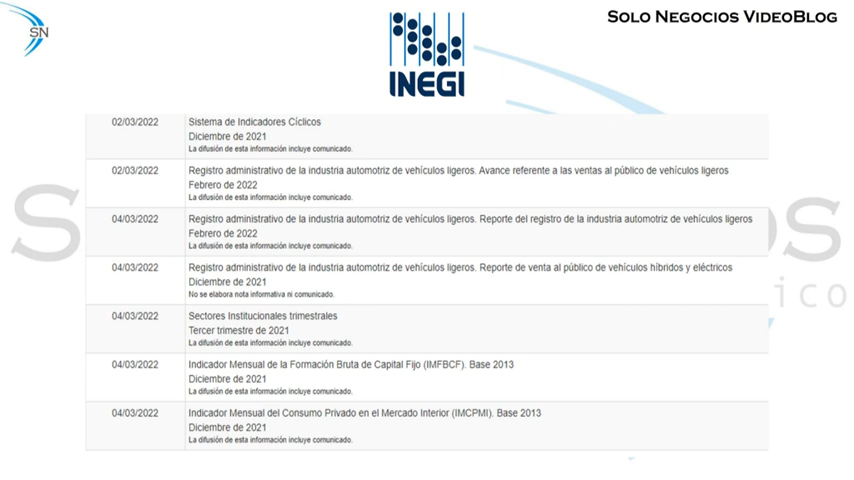 SN
SOLO NEGOCIOS VIDEOBLOG
INEGI
02/03/2022 Sistema de Indicadores Cíclicos
Diciembre de 2021
La difusión de esta información incluye comunicado.
02/03/2022 Registro administrativo de la industria automotriz de vehículos ligeros. Avance referente a las ventas al público de vehículos ligeros
Febrero de 2022
La difusión de esta información incluye comunicado.
04/03/2022 Registro administrativo de la industria automotriz de vehículos ligeros. Reporte del registro de la industria automotriz de vehículos ligeros
Febrero de 2022
La difusión de esta información incluye comunicado.
04/03/2022 Registro administrativo de la industria automotriz de vehículos ligeros. Reporte de venta al público de vehículos híbridos y eléctricos
Diciembre de 2021
No se elabora nota informativa ni comunicado.
04/03/2022 Sectores Institucionales trimestrales
Tercer trimestre de 2021
La difusión de esta información incluye comunicado.
04/03/2022 Indicador Mensual de la Formación Bruta de Capital Fijo (IMFBCF). Base 2013
Diciembre de 2021
La difusión de esta información incluye comunicado.
04/03/2022 Indicador Mensual del Consumo Privado en el Mercado Interior (IMCPMI). Base 2013
Diciembre de 2021
La difusión de esta información incluye comunicado.